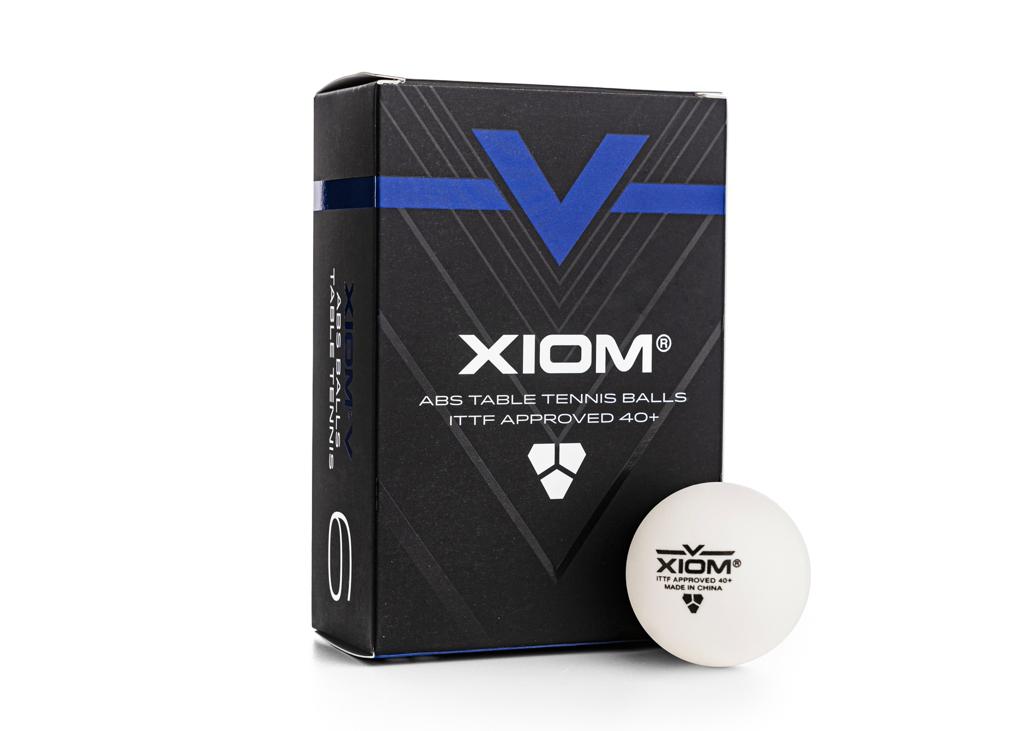 V
XIOM®
ABS TABLE TENNIS BALLS
ITTF APPROVED 40+
XIOM V
ABS BALLS
TABLE TENNIS
6
V
XIOM®
ITTF APPROVED 40+
MADE IN CHINA